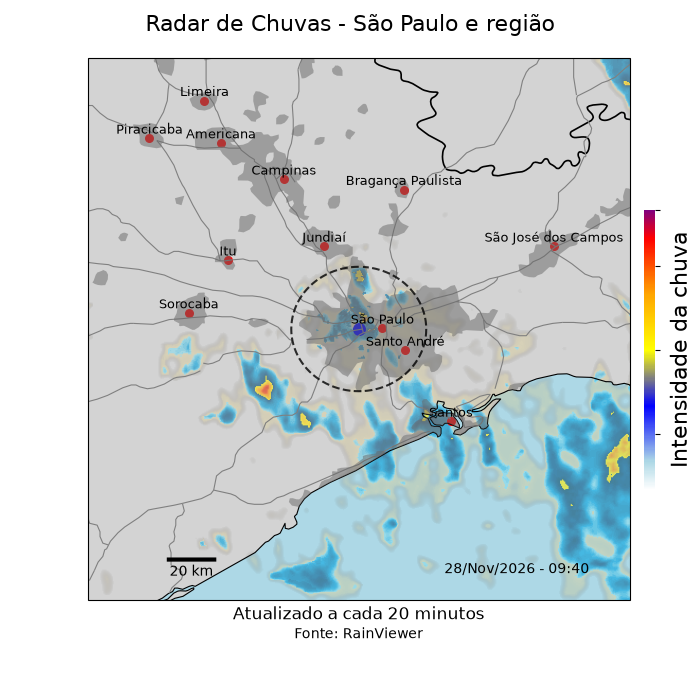 Radar de Chuvas - São Paulo e região
Limeira
Piracicaba
Americana
Campinas
Bragança Paulista
Jundiaí
São José dos Campos
Itu
Sorocaba
São Paulo
Santo André
Santos
Intensidade da chuva
28/Nov/2026 - 09:40
20 km
Atualizado a cada 20 minutos
Fonte: RainViewer